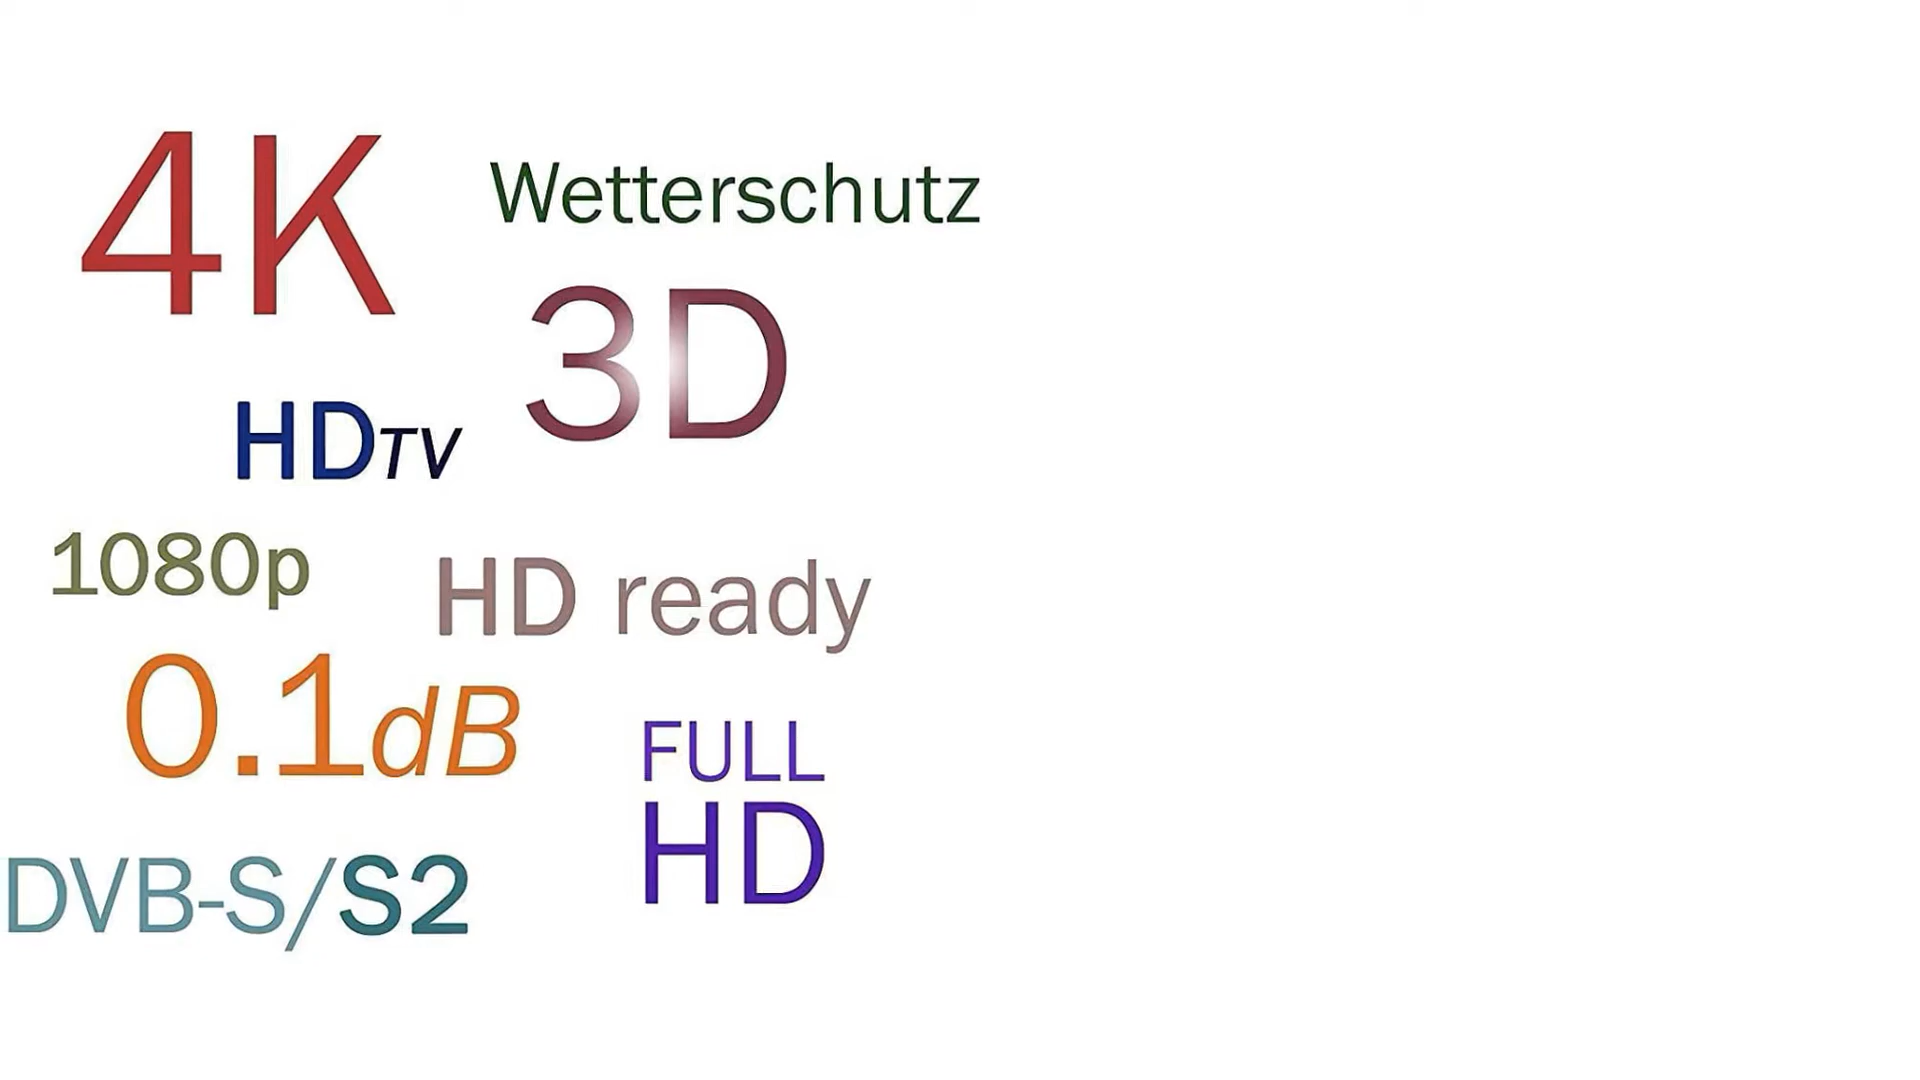 4K
Wetterschutz
3D
HDTV
1080p
HD ready
0.1dB
FULL
HD
DVB-S/S2